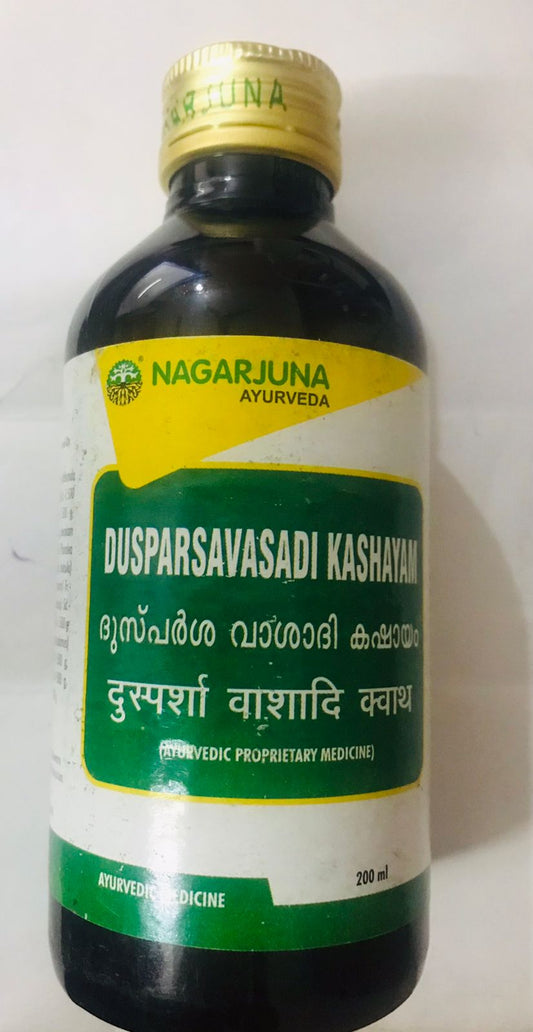 NAGARJUNA
NAGARJUNA
AYURVEDA
DUSPARSAVASADI KASHAYAM
ദുസ്പർശ വാശാദി കഷായം
दुस्पर्शा वाशादि क्वाथ
(AYURVEDIC PROPRIETARY MEDICINE)
AYURVEDIC MEDICINE
200 ml